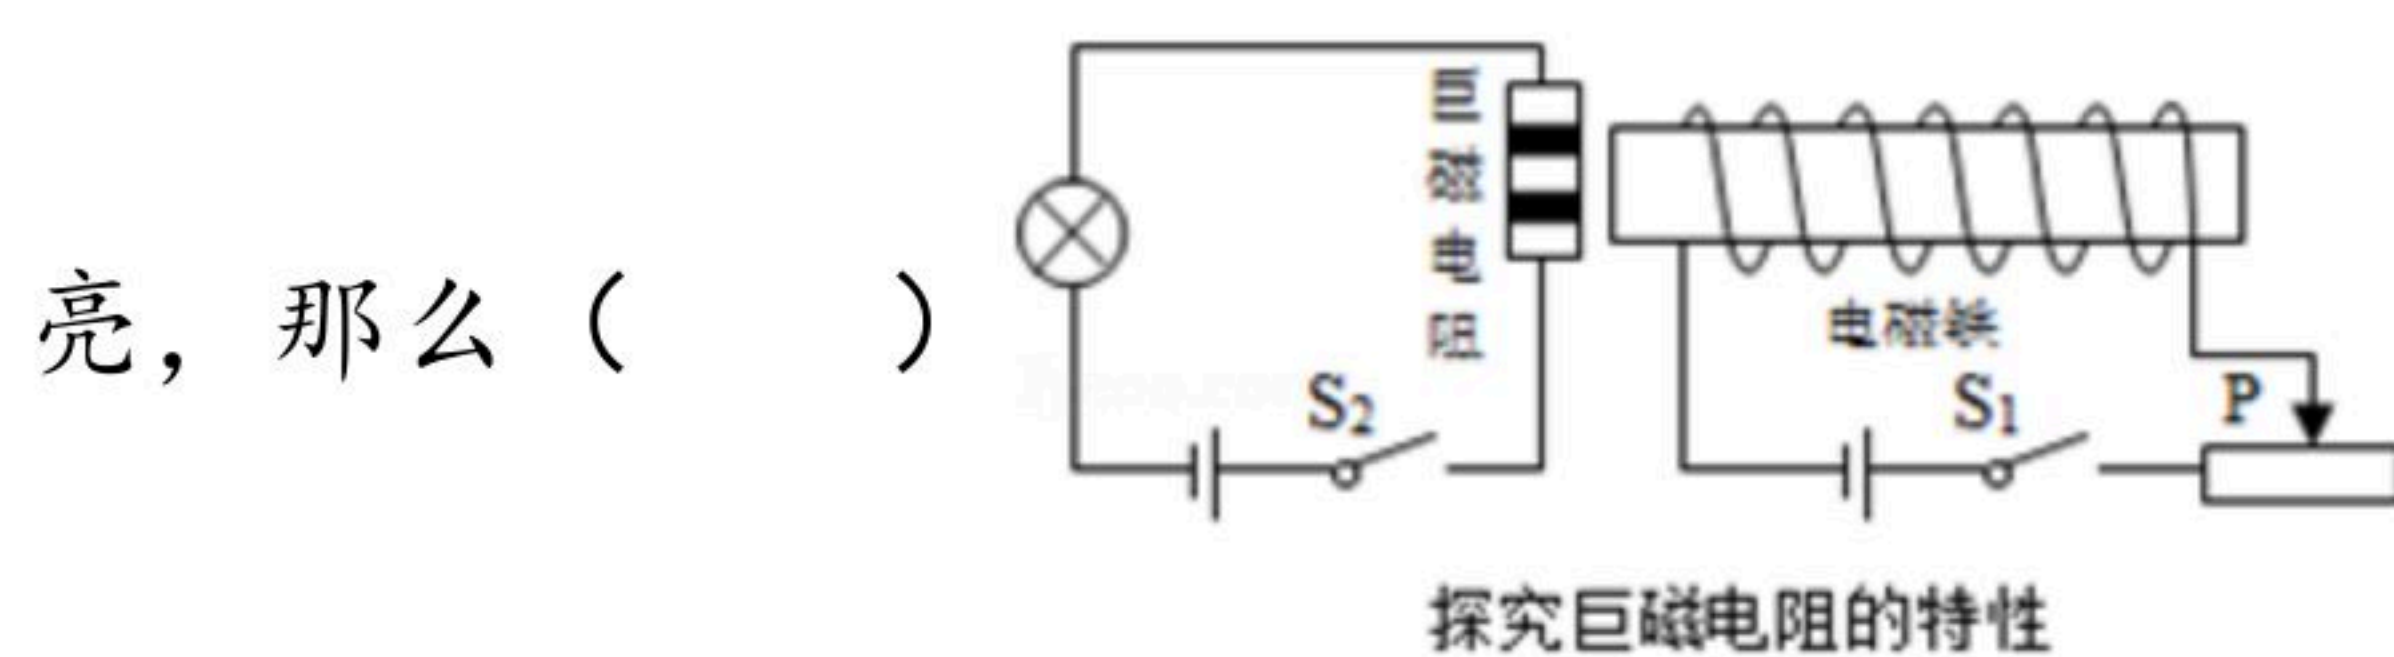 巨磁电阻
亮，那么（ ）
电磁铁
S2
S1
P
探究巨磁电阻的特性